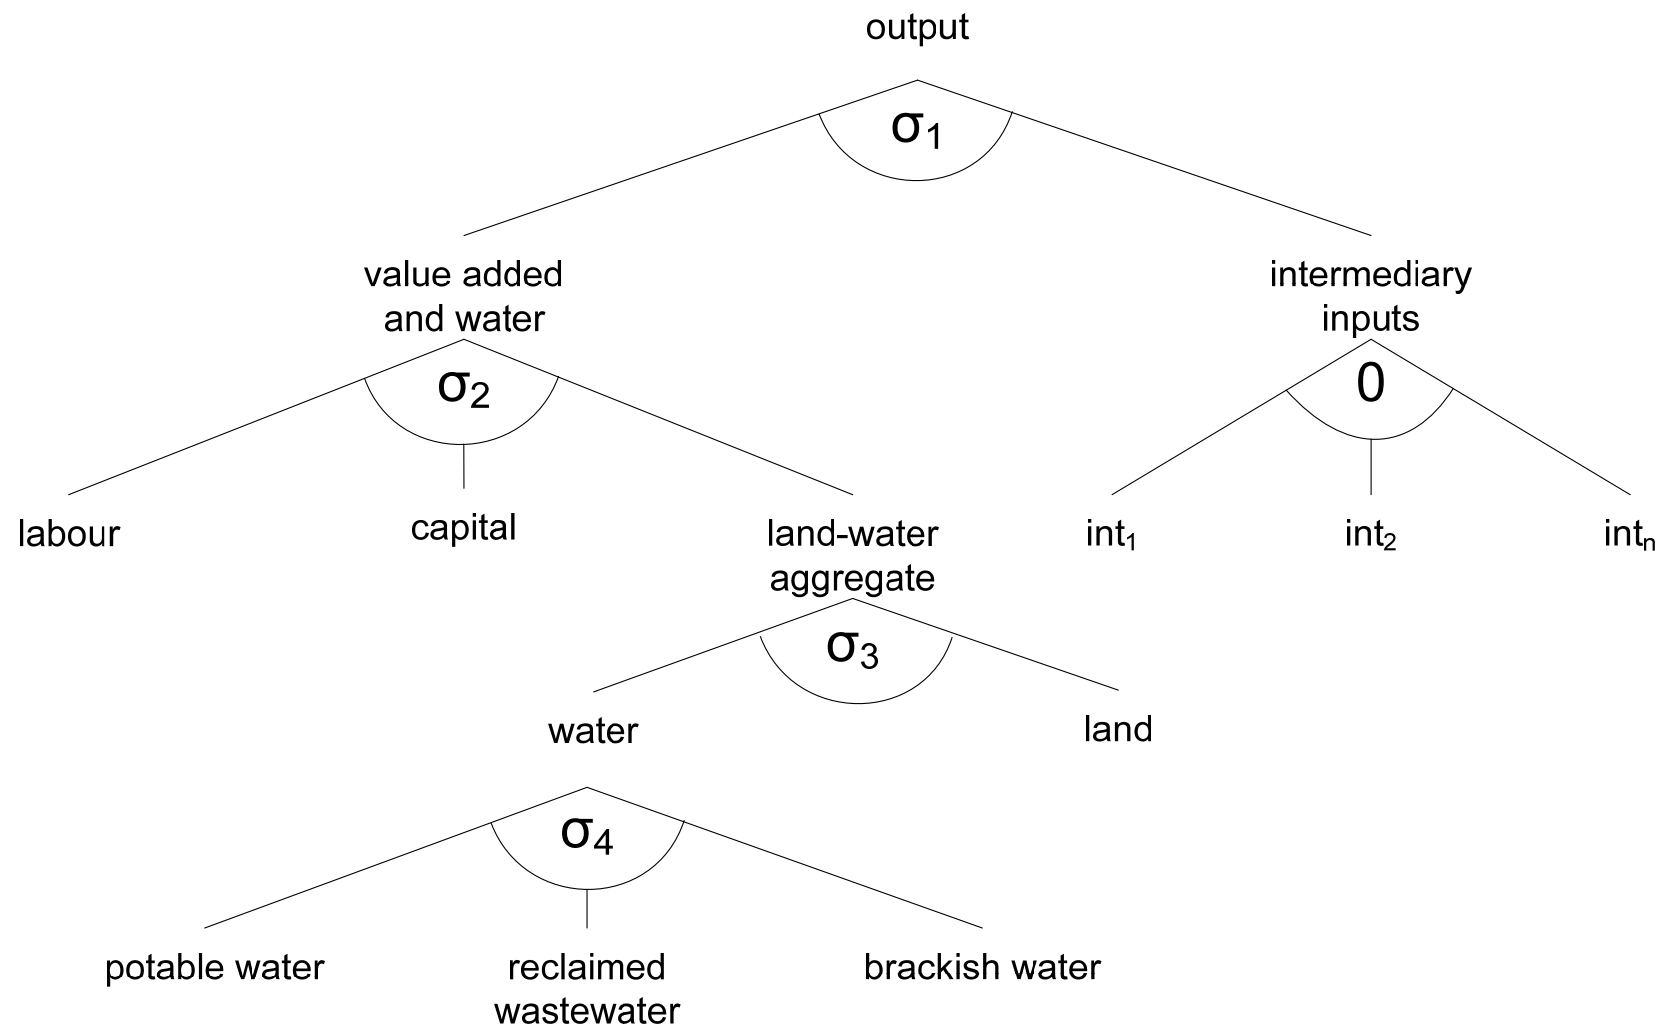 output
σ1
value added
and water
intermediary
inputs
σ2
0
labour
capital
land-water
aggregate
int1
int2
intn
σ3
water
land
σ4
potable water
reclaimed
wastewater
brackish water